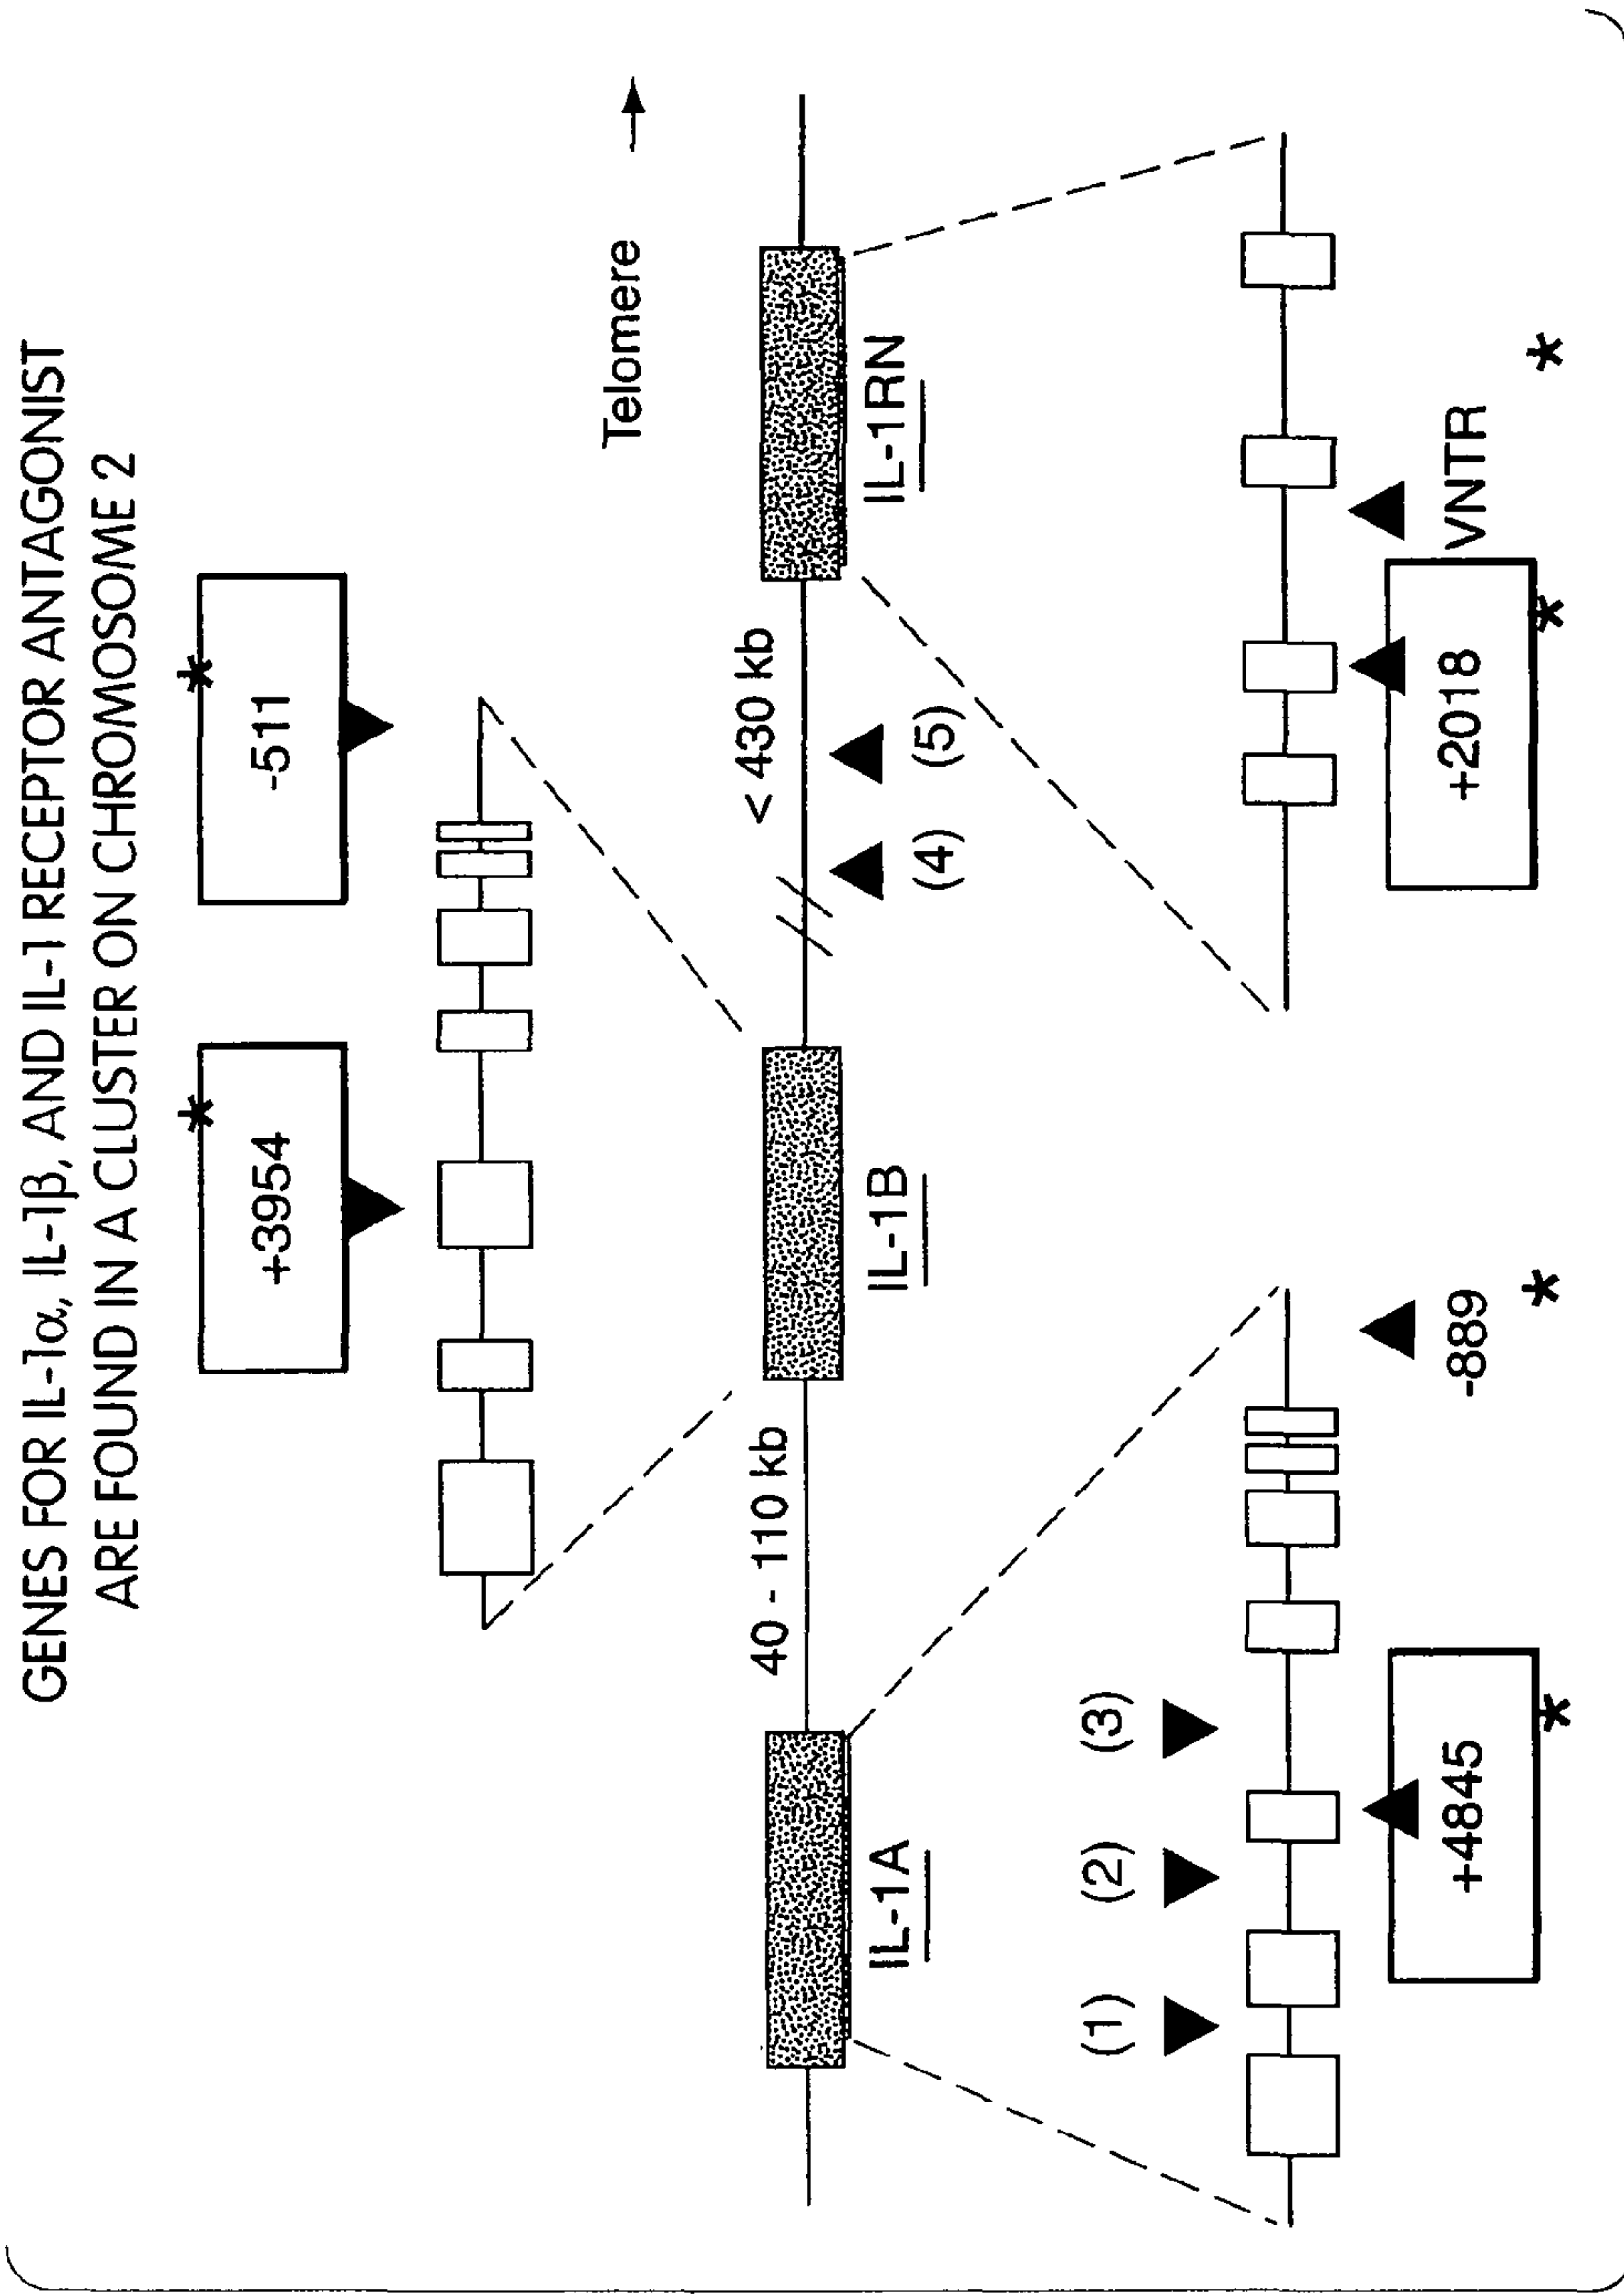 GENES FOR IL-1α, IL-1β, AND IL-1 RECEPTOR ANTAGONIST
ARE FOUND IN A CLUSTER ON CHROMOSOME 2
+3954 *
-511 *
Telomere
40 - 110 kb
< 430 kb
IL-1A
IL-1B
(4)
(5)
IL-1RN
(1)
(2)
(3)
+4845 *
-889 *
+2018 *
VNTR *